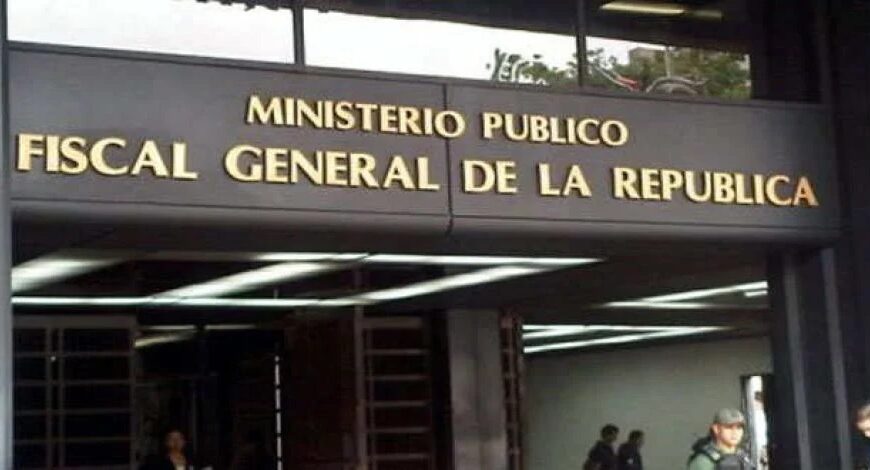 MINISTERIO PUBLICO
FISCAL GENERAL DE LA REPUBLICA